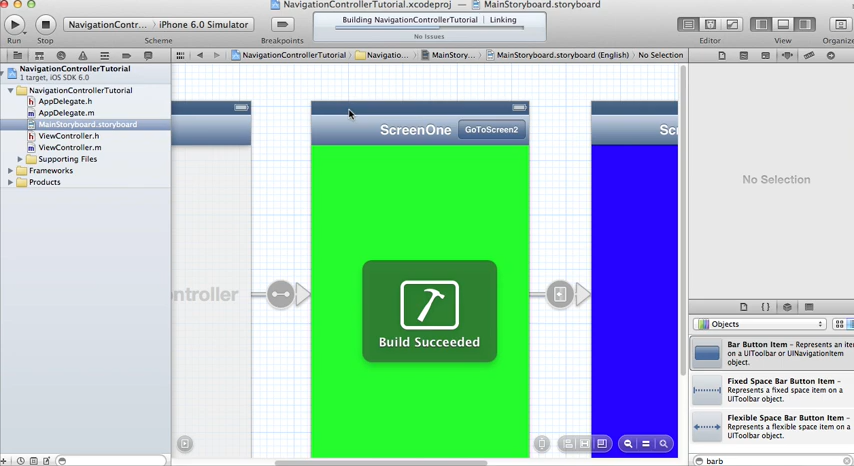 NavigationControllerTutorial.xcodeproj — MainStoryboard.storyboard
NavigationContr... iPhone 6.0 Simulator
Building NavigationControllerTutorial | Linking
No Issues
Run Stop Scheme Breakpoints Editor View Organiz
NavigationControllerTutorial Navigatio... MainStory... MainStoryboard.storyboard (English) No Selection
NavigationControllerTutorial
1 target, iOS SDK 6.0
NavigationControllerTutorial
AppDelegate.h
AppDelegate.m
MainStoryboard.storyboard
ViewController.h
ViewController.m
Supporting Files
Frameworks
Products
ScreenOne GoToScreen2
Sc
ontroller
Build Succeeded
No Selection
Objects
Bar Button Item - Represents an ite
on a UIToolbar or UINavigationItem
object.
Fixed Space Bar Button Item -
Represents a fixed space item on a
UIToolbar object.
Flexible Space Bar Button Item -
Represents a flexible space item on a
UIToolbar object.
barb